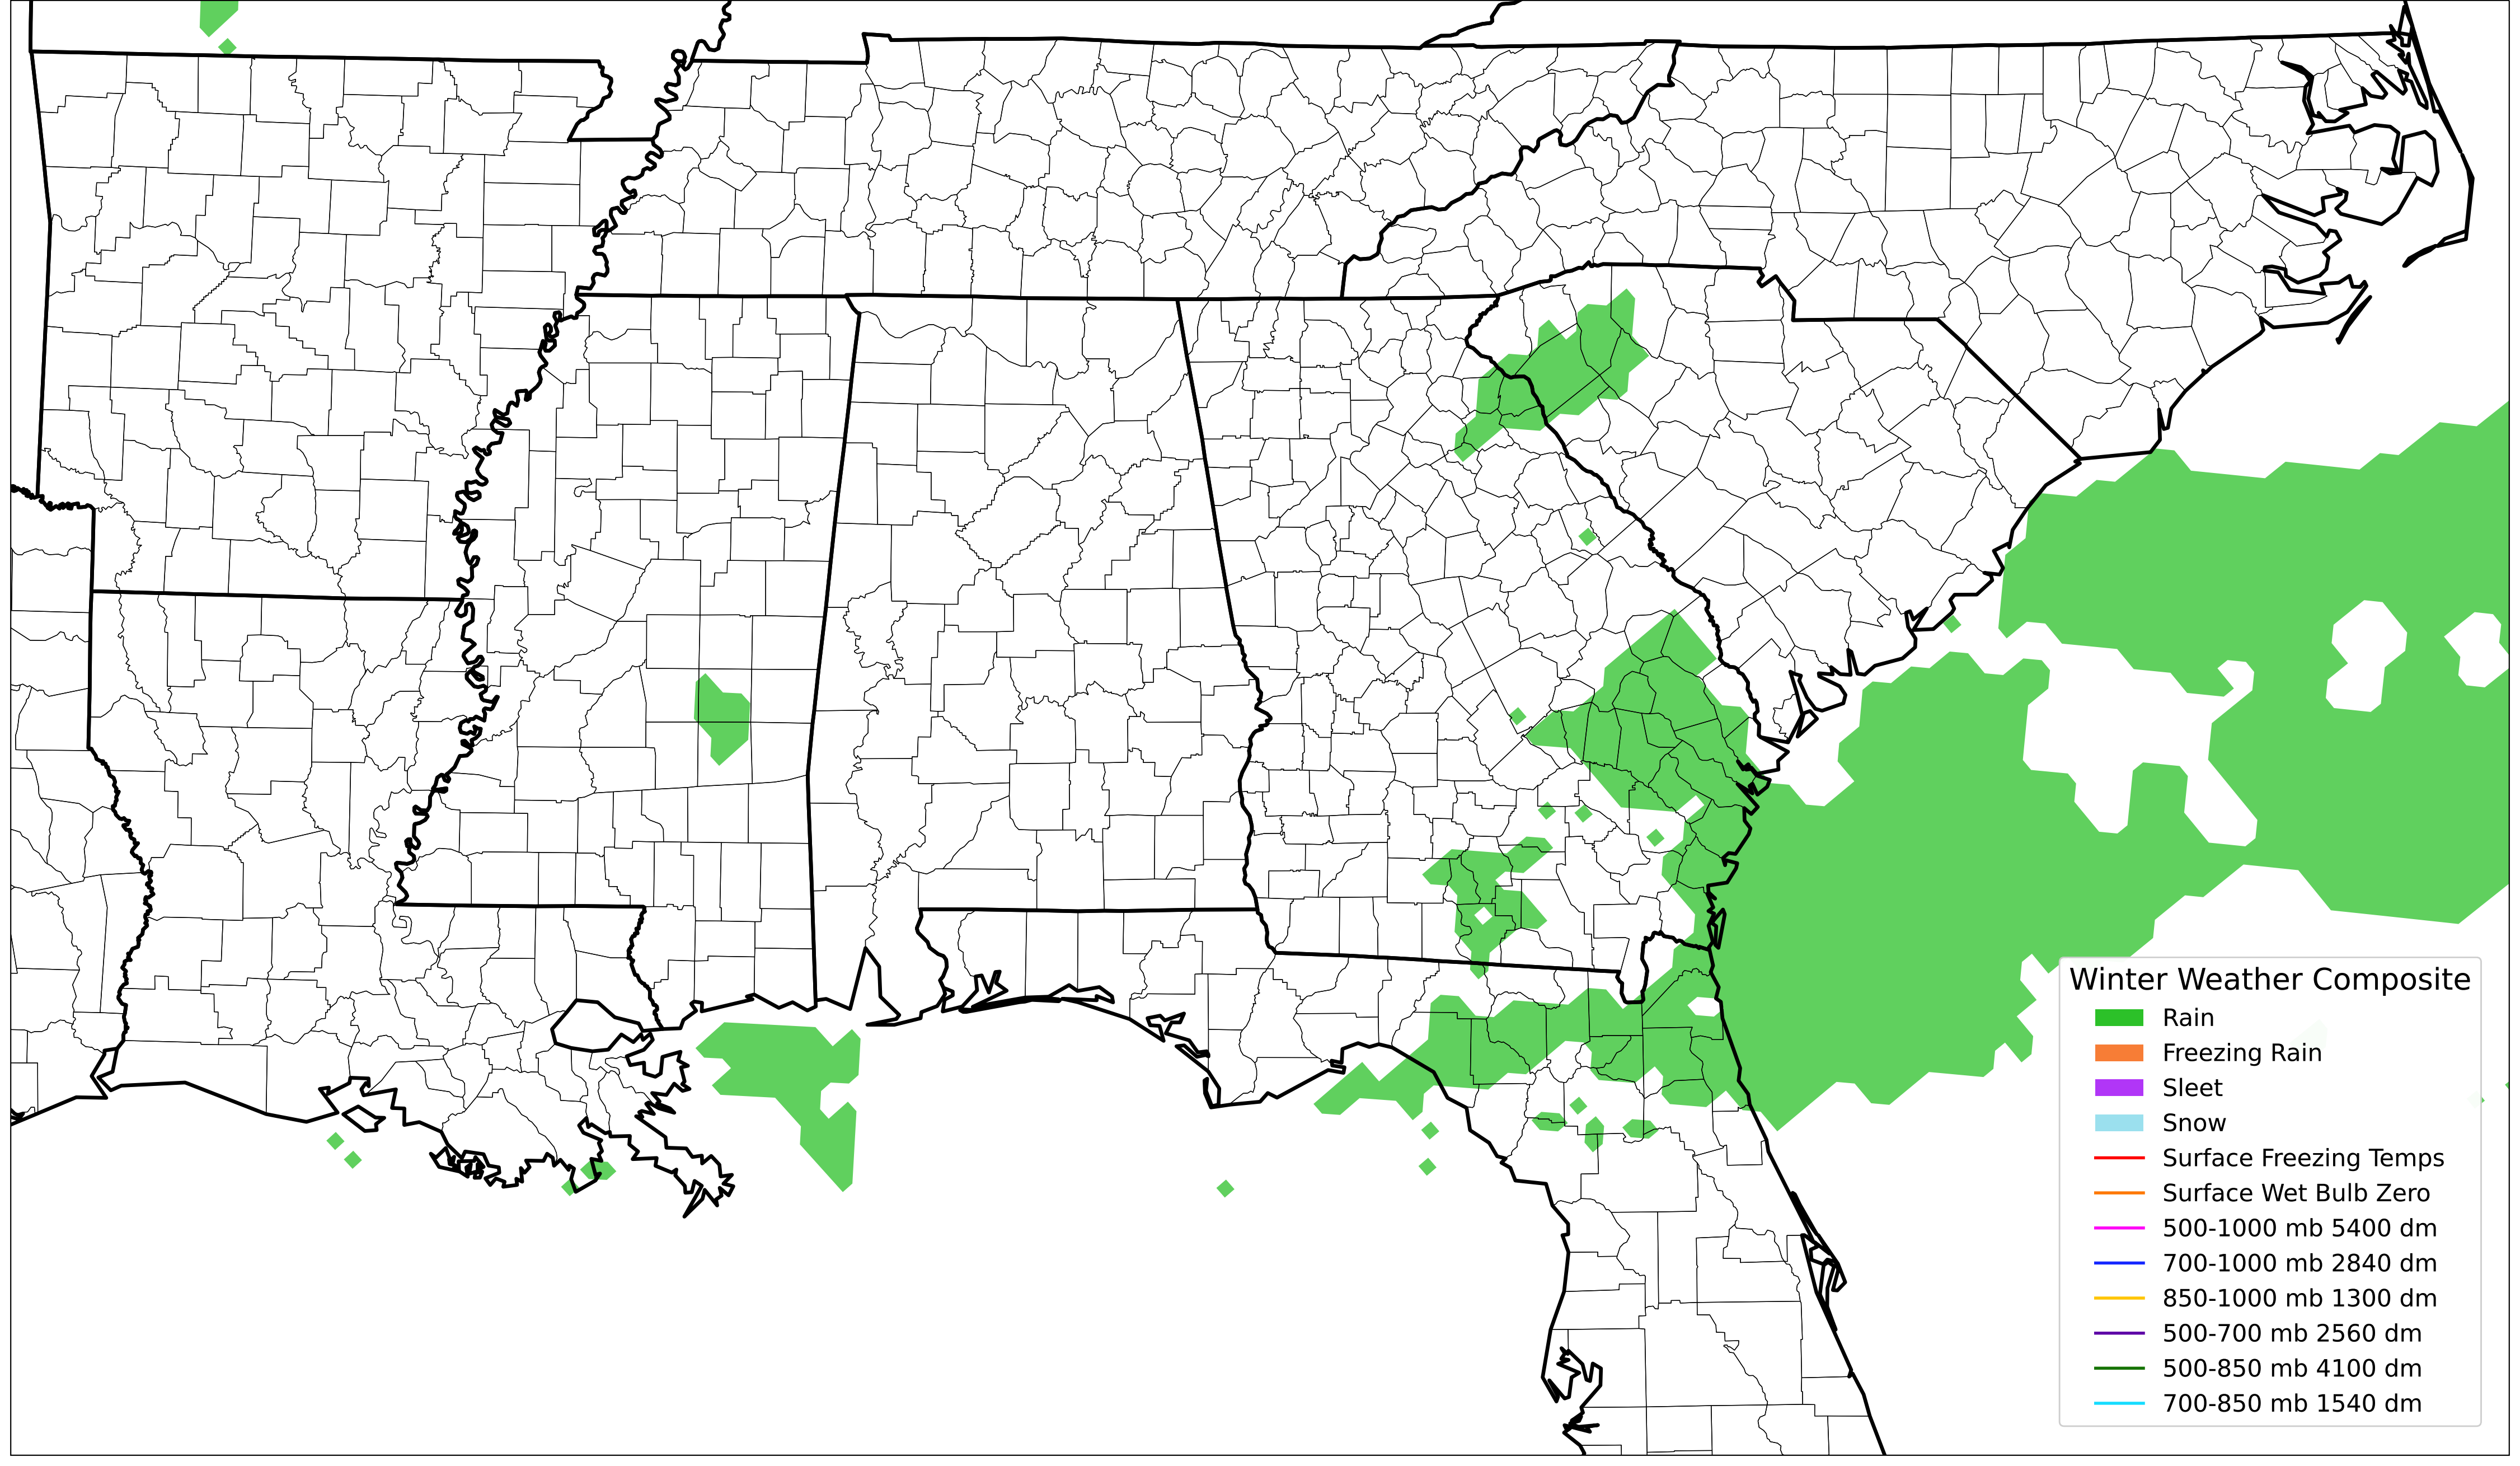 Winter Weather Composite
Rain
Freezing Rain
Sleet
Snow
Surface Freezing Temps
Surface Wet Bulb Zero
500-1000 mb 5400 dm
700-1000 mb 2840 dm
850-1000 mb 1300 dm
500-700 mb 2560 dm
500-850 mb 4100 dm
700-850 mb 1540 dm